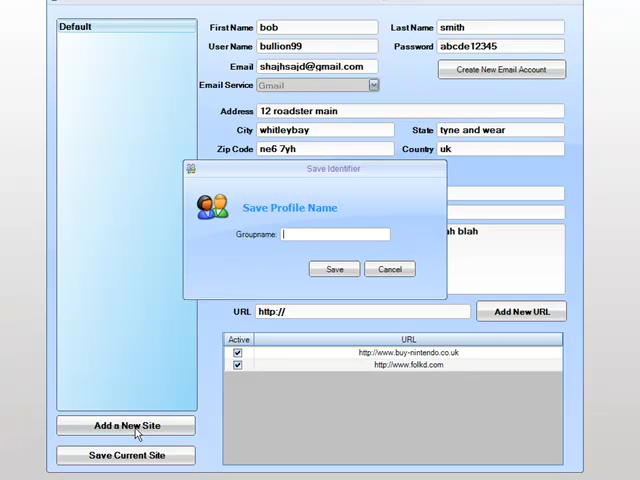 Default
First Name bob Last Name smith
User Name bullion99 Password abcde12345
Email shajhsajd@gmail.com Create New Email Account
Email Service Gmail
Address 12 roadster main
City whitleybay State tyne and wear
Zip Code ne6 7yh Country uk
Save Identifier
Save Profile Name
ah blah
Groupname:
Save Cancel
URL http:// Add New URL
Active URL
http://www.buy-nintendo.co.uk
http://www.folkd.com
Add a New Site
Save Current Site